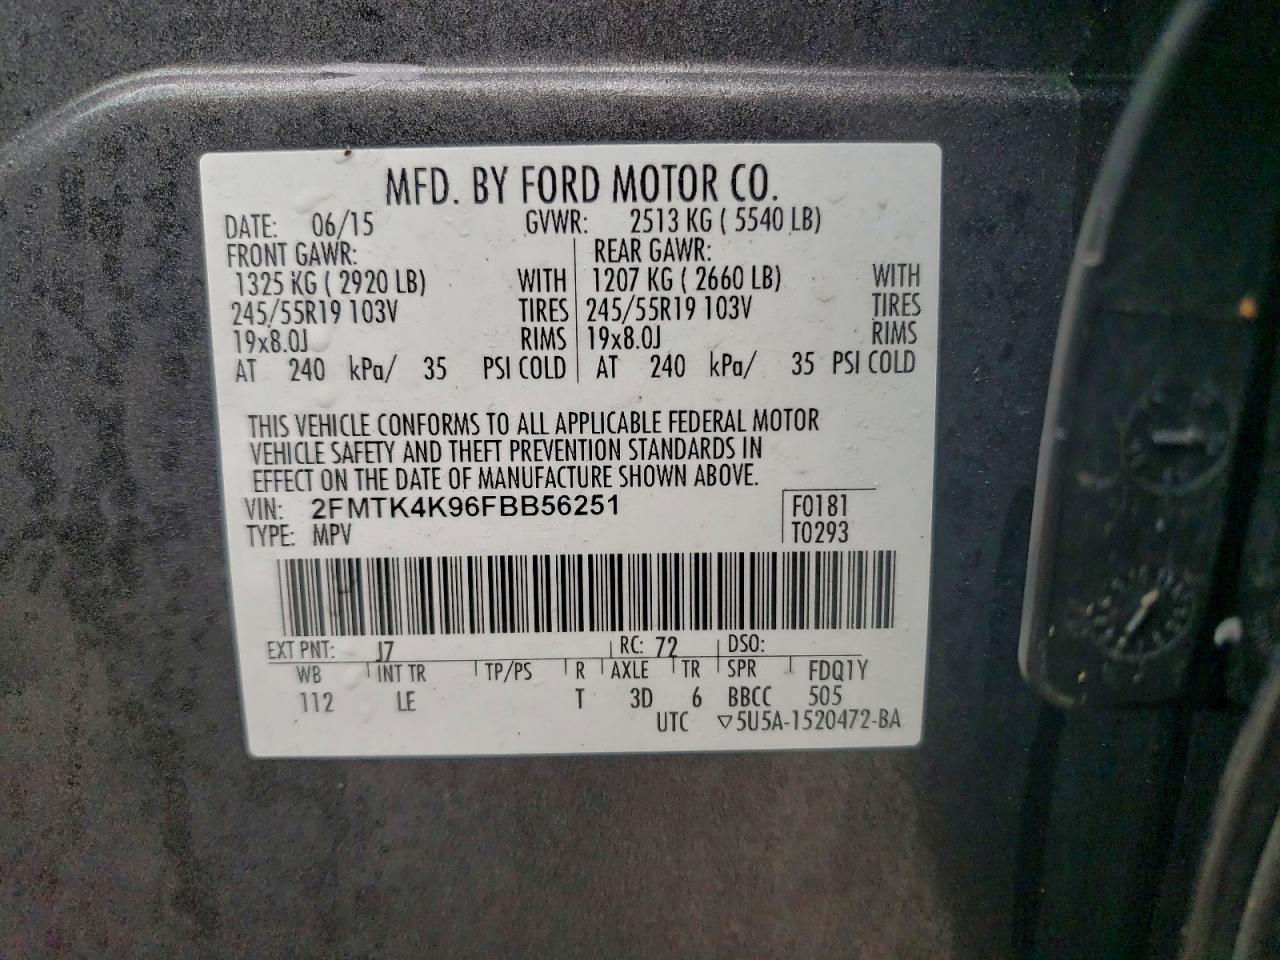 MFD. BY FORD MOTOR CO.
DATE: 06/15 GVWR: 2513 KG ( 5540 LB)
FRONT GAWR: REAR GAWR:
1325 KG ( 2920 LB) WITH 1207 KG ( 2660 LB) WITH
245/55R19 103V TIRES 245/55R19 103V TIRES
19x8.0J RIMS 19x8.0J RIMS
AT 240 kPa/ 35 PSI COLD AT 240 kPa/ 35 PSI COLD
THIS VEHICLE CONFORMS TO ALL APPLICABLE FEDERAL MOTOR
VEHICLE SAFETY AND THEFT PREVENTION STANDARDS IN
EFFECT ON THE DATE OF MANUFACTURE SHOWN ABOVE.
VIN: 2FMTK4K96FBB56251 F0181
TYPE: MPV T0293
EXT PNT: J7 RC: 72 DSO:
WB INT TR TP/PS R AXLE TR SPR FDQ1Y
112 LE T 3D 6 BBCC 505
UTC ▽5U5A-1520472-BA